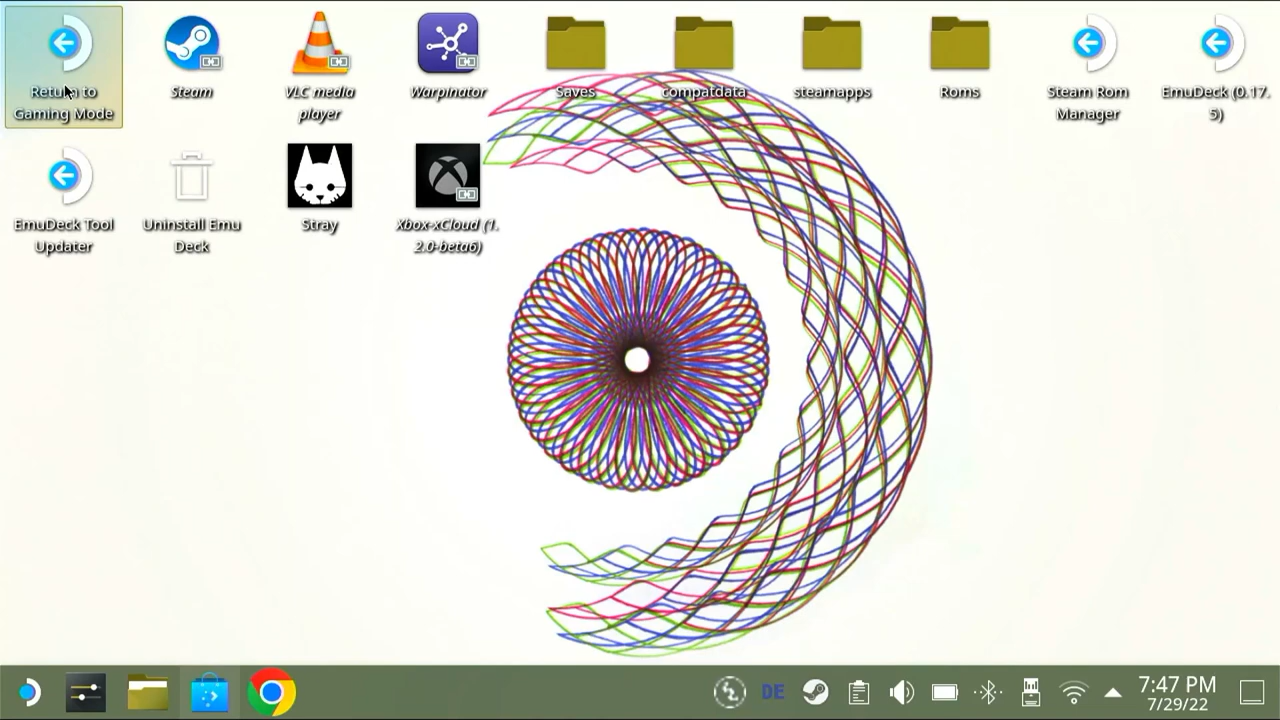 Return to
Gaming Mode
Steam
VLC media
player
Warpinator
Saves
compatdata
steamapps
Roms
Steam Rom
Manager
EmuDeck (0.17.
5)
EmuDeck Tool
Updater
Uninstall Emu
Deck
Stray
Xbox-xCloud (1.
2.0-beta6)
DE
7:47 PM
7/29/22